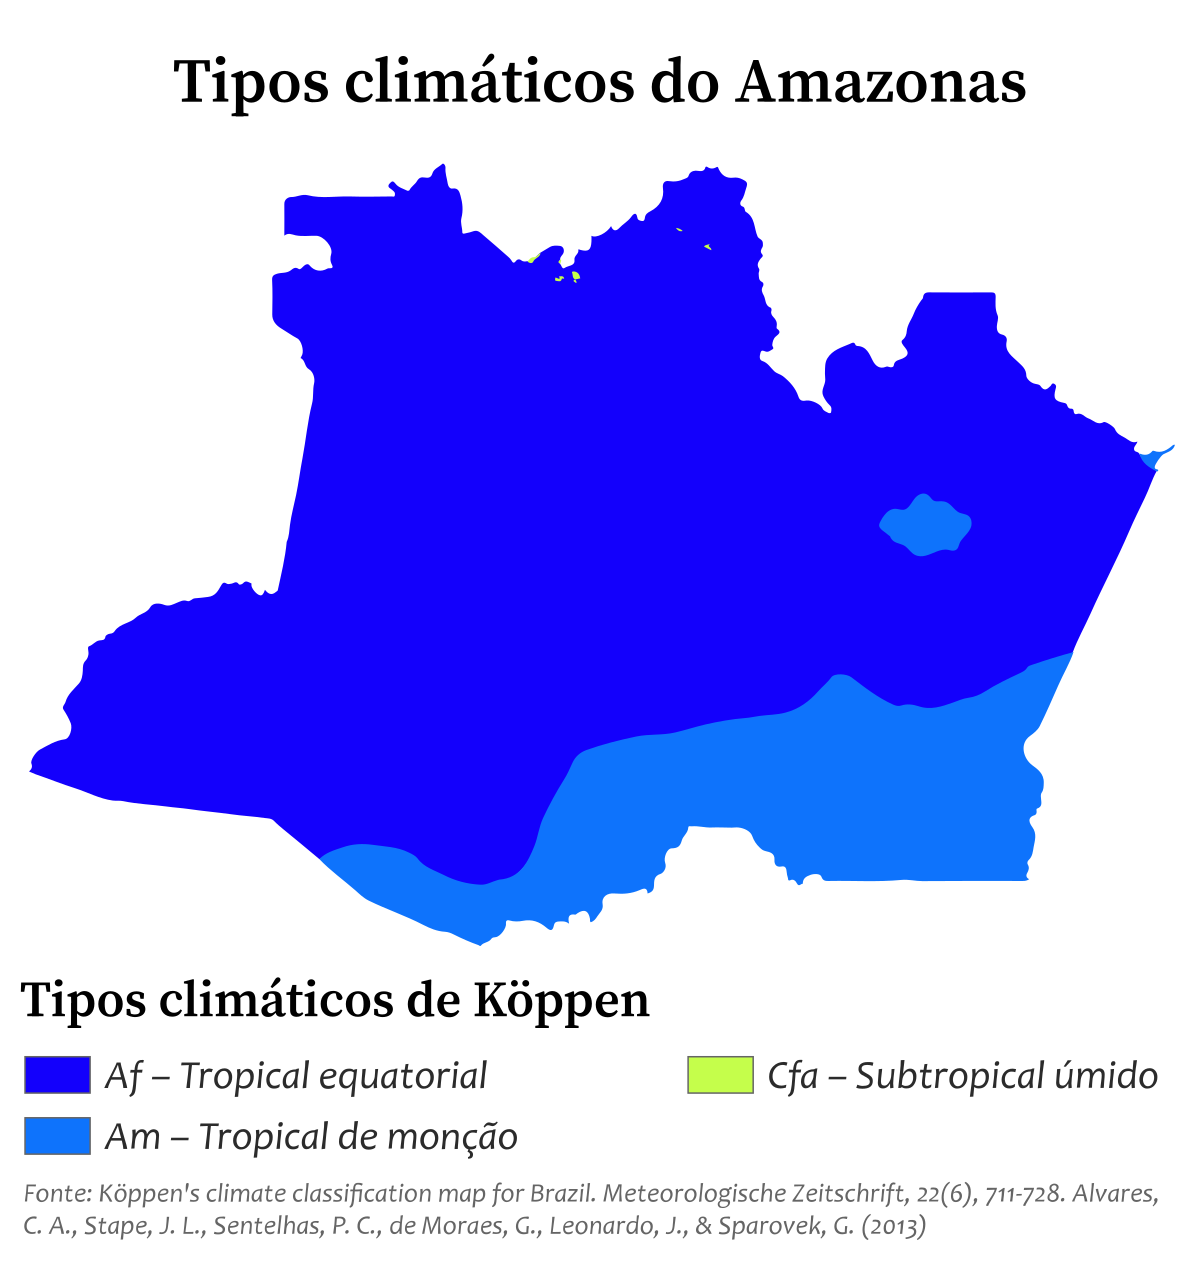 Tipos climáticos do Amazonas
Tipos climáticos de Köppen
Af – Tropical equatorial
Cfa – Subtropical úmido
Am – Tropical de monção
Fonte: Köppen's climate classification map for Brazil. Meteorologische Zeitschrift, 22(6), 711-728. Alvares,
C. A., Stape, J. L., Sentelhas, P. C., de Moraes, G., Leonardo, J., & Sparovek, G. (2013)